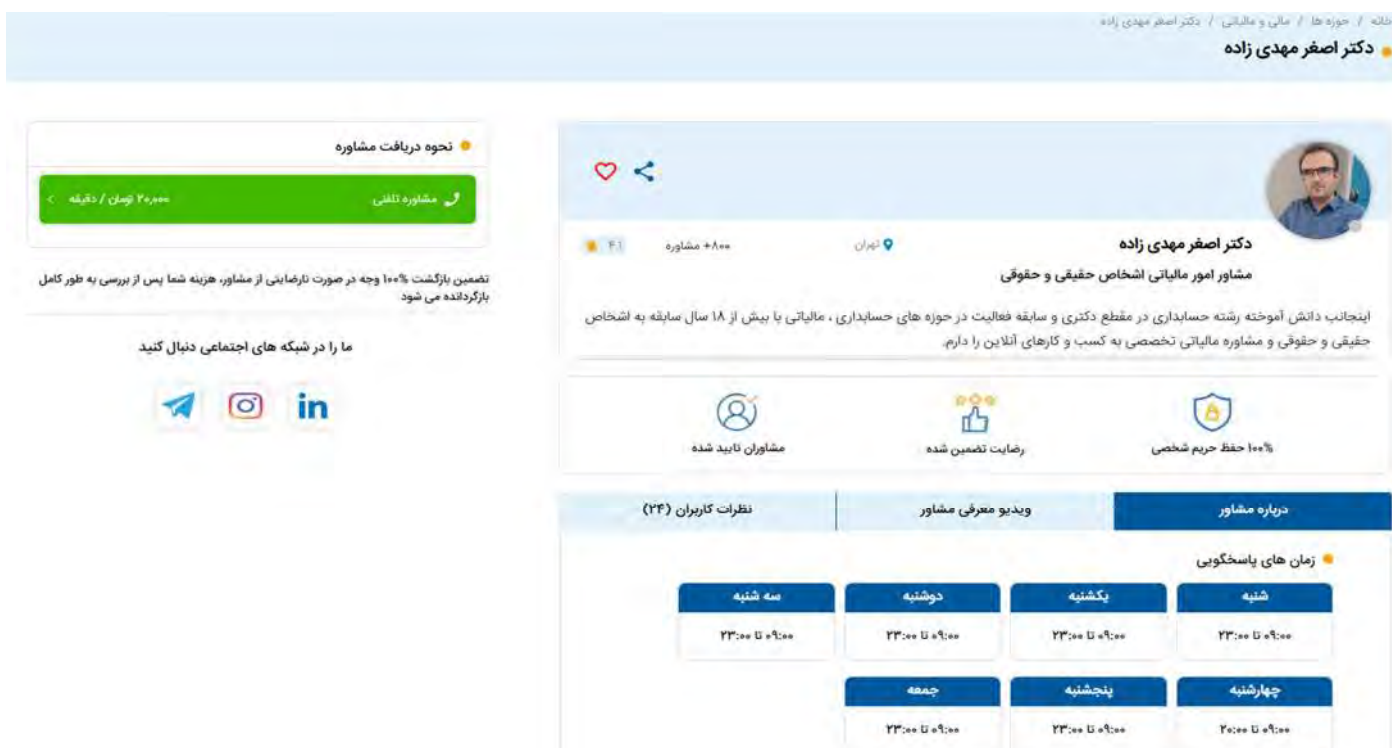 خانه / حوزه ها / مالی و مالیاتی / دکتر اصغر مهدی زاده
دکتر اصغر مهدی زاده
دکتر اصغر مهدی زاده
تهران
۸۰۰+ مشاوره
۴.۱
مشاور امور مالیاتی اشخاص حقیقی و حقوقی
اینجانب دانش آموخته رشته حسابداری در مقطع دکتری و سابقه فعالیت در حوزه های حسابداری ، مالیاتی با بیش از ۱۸ سال سابقه به اشخاص
حقیقی و حقوقی و مشاوره مالیاتی تخصصی به کسب و کارهای آنلاین را دارم.
۱۰۰% حفظ حریم شخصی
رضایت تضمین شده
مشاوران تایید شده
درباره مشاور
ویدیو معرفی مشاور
نظرات کاربران (۲۴)
زمان های پاسخگویی
شنبه
یکشنبه
دوشنبه
سه شنبه
۰۹:۰۰ تا ۲۳:۰۰
۰۹:۰۰ تا ۲۳:۰۰
۰۹:۰۰ تا ۲۳:۰۰
۰۹:۰۰ تا ۲۳:۰۰
چهارشنبه
پنجشنبه
جمعه
۰۹:۰۰ تا ۲۰:۰۰
۰۹:۰۰ تا ۲۳:۰۰
۰۹:۰۰ تا ۲۳:۰۰
نحوه دریافت مشاوره
مشاوره تلفنی
۲۰,۰۰۰ تومان / دقیقه
تضمین بازگشت ۱۰۰% وجه در صورت نارضایتی از مشاور، هزینه شما پس از بررسی به طور کامل
بازگردانده می شود
ما را در شبکه های اجتماعی دنبال کنید
in